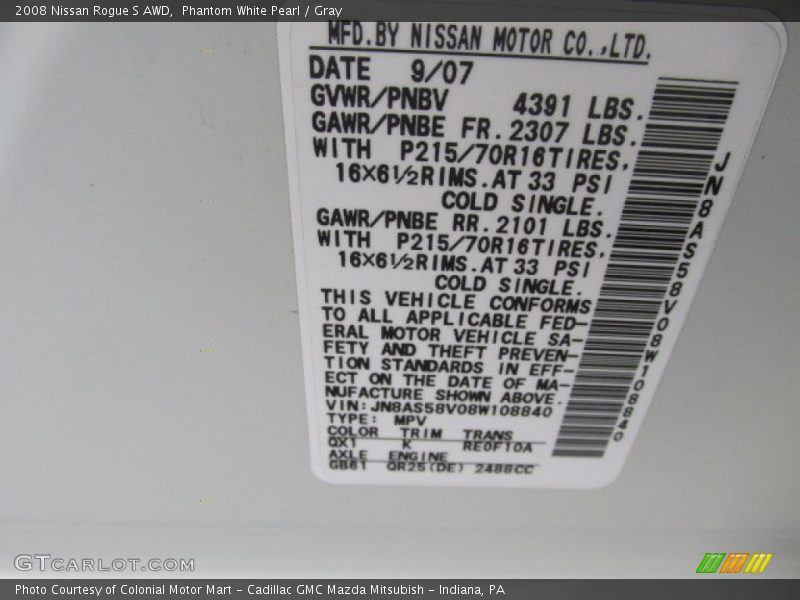 2008 Nissan Rogue S AWD,  Phantom White Pearl / Gray
MFD.BY NISSAN MOTOR CO.,LTD.
DATE 9/07
GVWR/PNBV 4391 LBS.
GAWR/PNBE FR. 2307 LBS.
WITH P215/70R16TIRES,
16×6½RIMS.AT 33 PSI
COLD SINGLE.
GAWR/PNBE RR. 2101 LBS.
WITH P215/70R16TIRES,
16×6½RIMS.AT 33 PSI
COLD SINGLE.
THIS VEHICLE CONFORMS
TO ALL APPLICABLE FED-
ERAL MOTOR VEHICLE SA-
FETY AND THEFT PREVEN-
TION STANDARDS IN EFF-
ECT ON THE DATE OF MA-
NUFACTURE SHOWN ABOVE.
VIN: JN8AS58V08W108840
TYPE: MPV
COLOR TRIM TRANS
QX1 K RE0F10A
AXLE ENGINE
GB61 QR25(DE) 2488CC
JN8AS58V08W108840
GTCARLOT.COM
Photo Courtesy of Colonial Motor Mart - Cadillac GMC Mazda Mitsubish - Indiana, PA